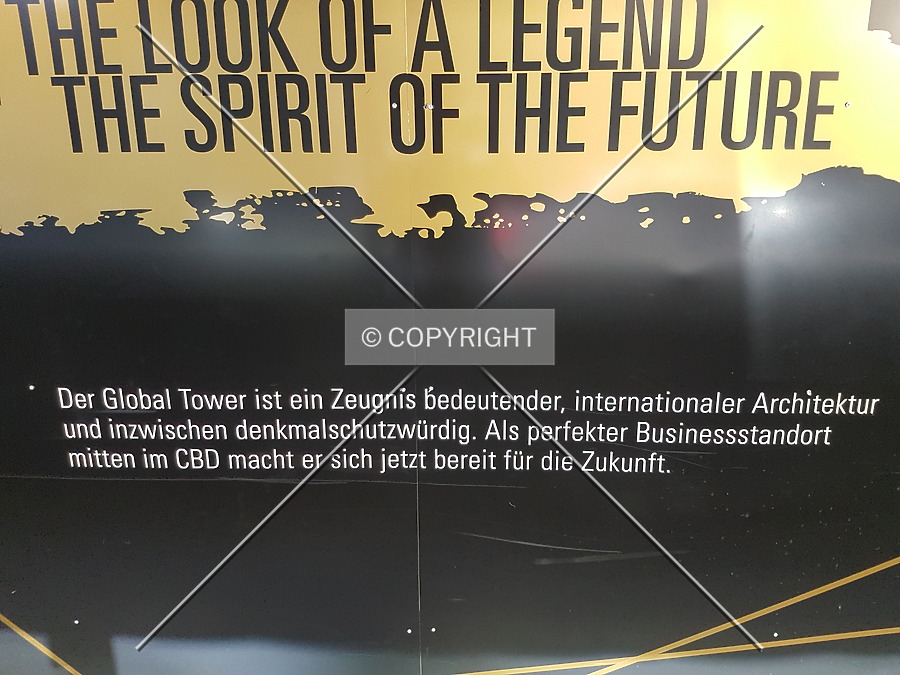 THE LOOK OF A LEGEND
THE SPIRIT OF THE FUTURE
© COPYRIGHT
Der Global Tower ist ein Zeugnis bedeutender, internationaler Architektur
und inzwischen denkmalschutzwürdig. Als perfekter Businessstandort
mitten im CBD macht er sich jetzt bereit für die Zukunft.